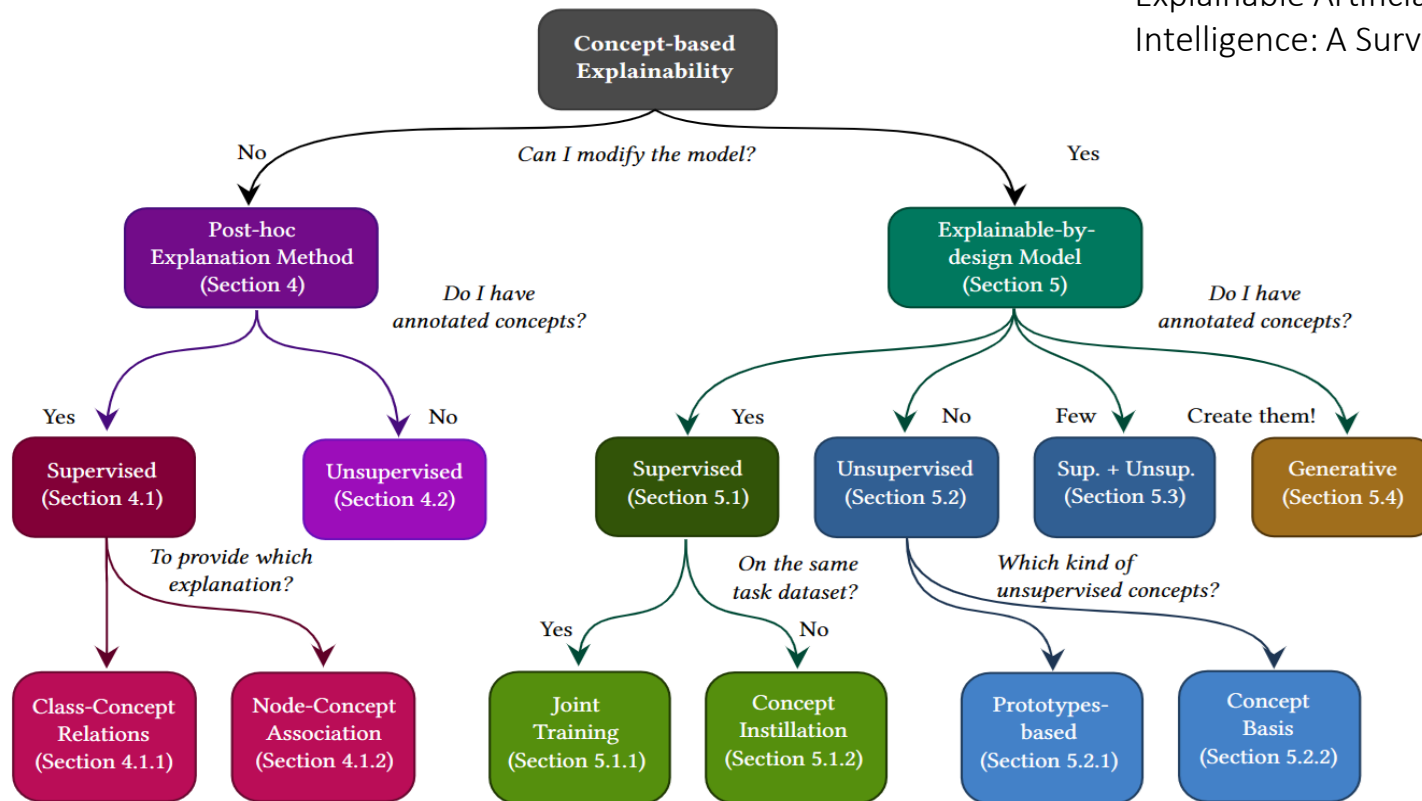 Intelligence: A Surv
Concept-based
Explainability
No
Can I modify the model?
Yes
Post-hoc
Explanation Method
(Section 4)
Explainable-by-
design Model
(Section 5)
Do I have
annotated concepts?
Do I have
annotated concepts?
Yes
No
Yes
No
Few
Create them!
Supervised
(Section 4.1)
Unsupervised
(Section 4.2)
Supervised
(Section 5.1)
Unsupervised
(Section 5.2)
Sup. + Unsup.
(Section 5.3)
Generative
(Section 5.4)
To provide which
explanation?
On the same
task dataset?
Which kind of
unsupervised concepts?
Yes
No
Class-Concept
Relations
(Section 4.1.1)
Node-Concept
Association
(Section 4.1.2)
Joint
Training
(Section 5.1.1)
Concept
Instillation
(Section 5.1.2)
Prototypes-
based
(Section 5.2.1)
Concept
Basis
(Section 5.2.2)